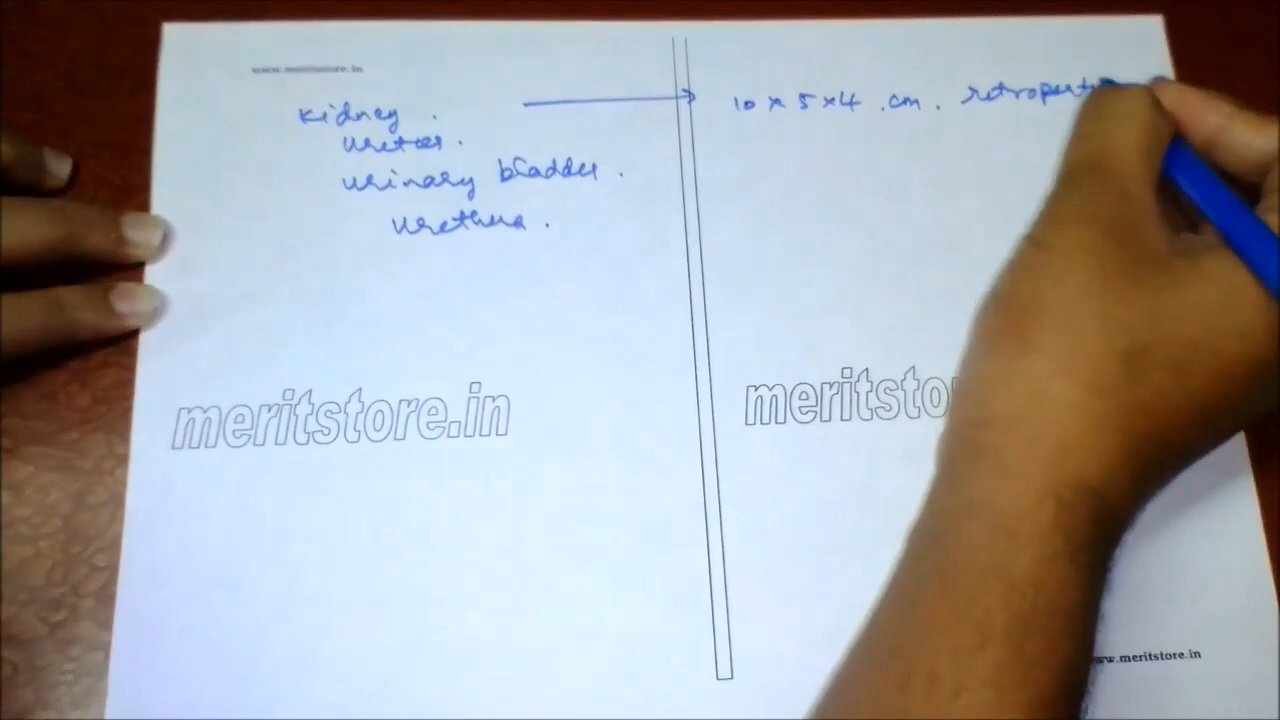 www.meritstore.in
kidney .
ureter .
urinary bladder .
urethra .
10 x 5 x 4 .cm . retroperit
meritstore.in
meritsto
www.meritstore.in